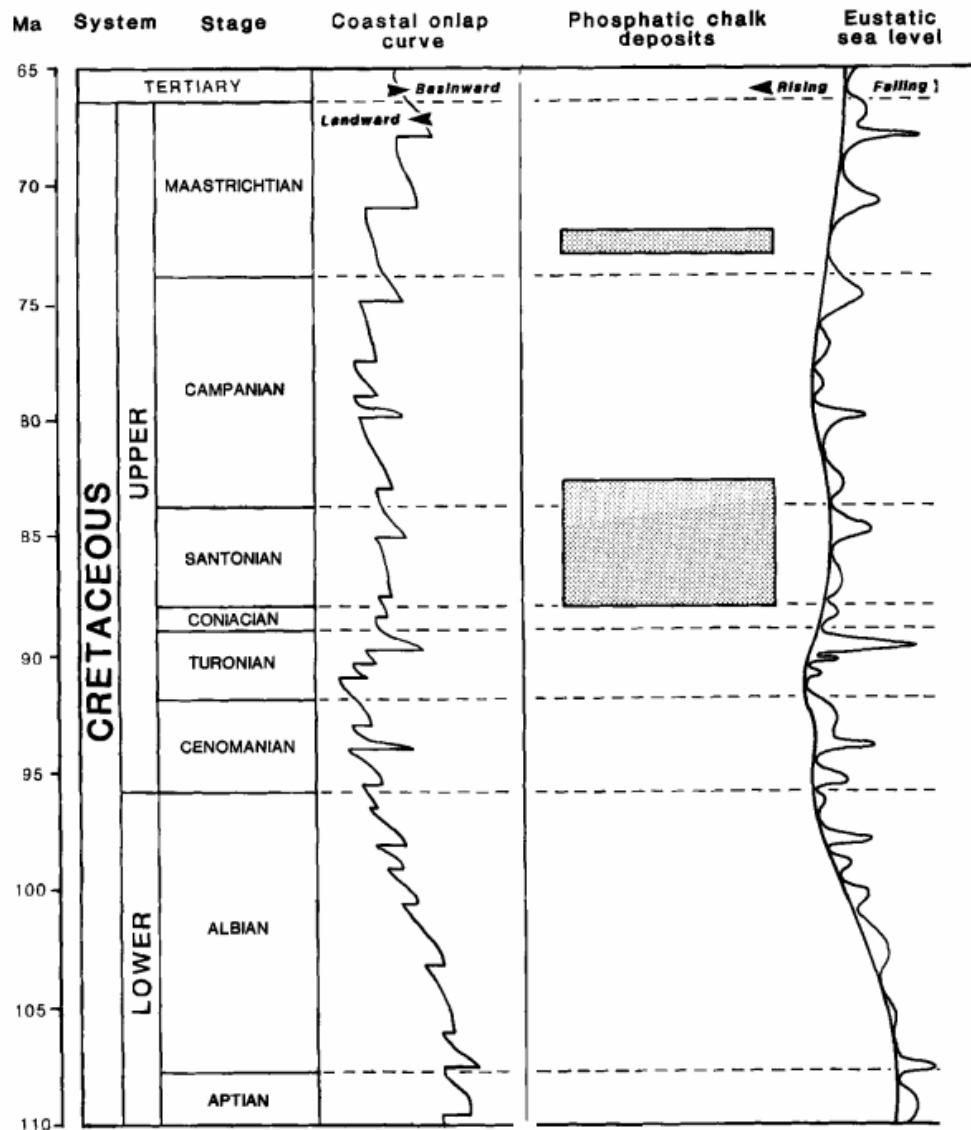 Ma System Stage Coastal onlap curve Phosphatic chalk deposits Eustatic sea level
65
TERTIARY
Basinward
Landward
Rising
Falling
70
75
80
85
90
95
100
105
110
CRETACEOUS
UPPER
LOWER
MAASTRICHTIAN
CAMPANIAN
SANTONIAN
CONIACIAN
TURONIAN
CENOMANIAN
ALBIAN
APTIAN